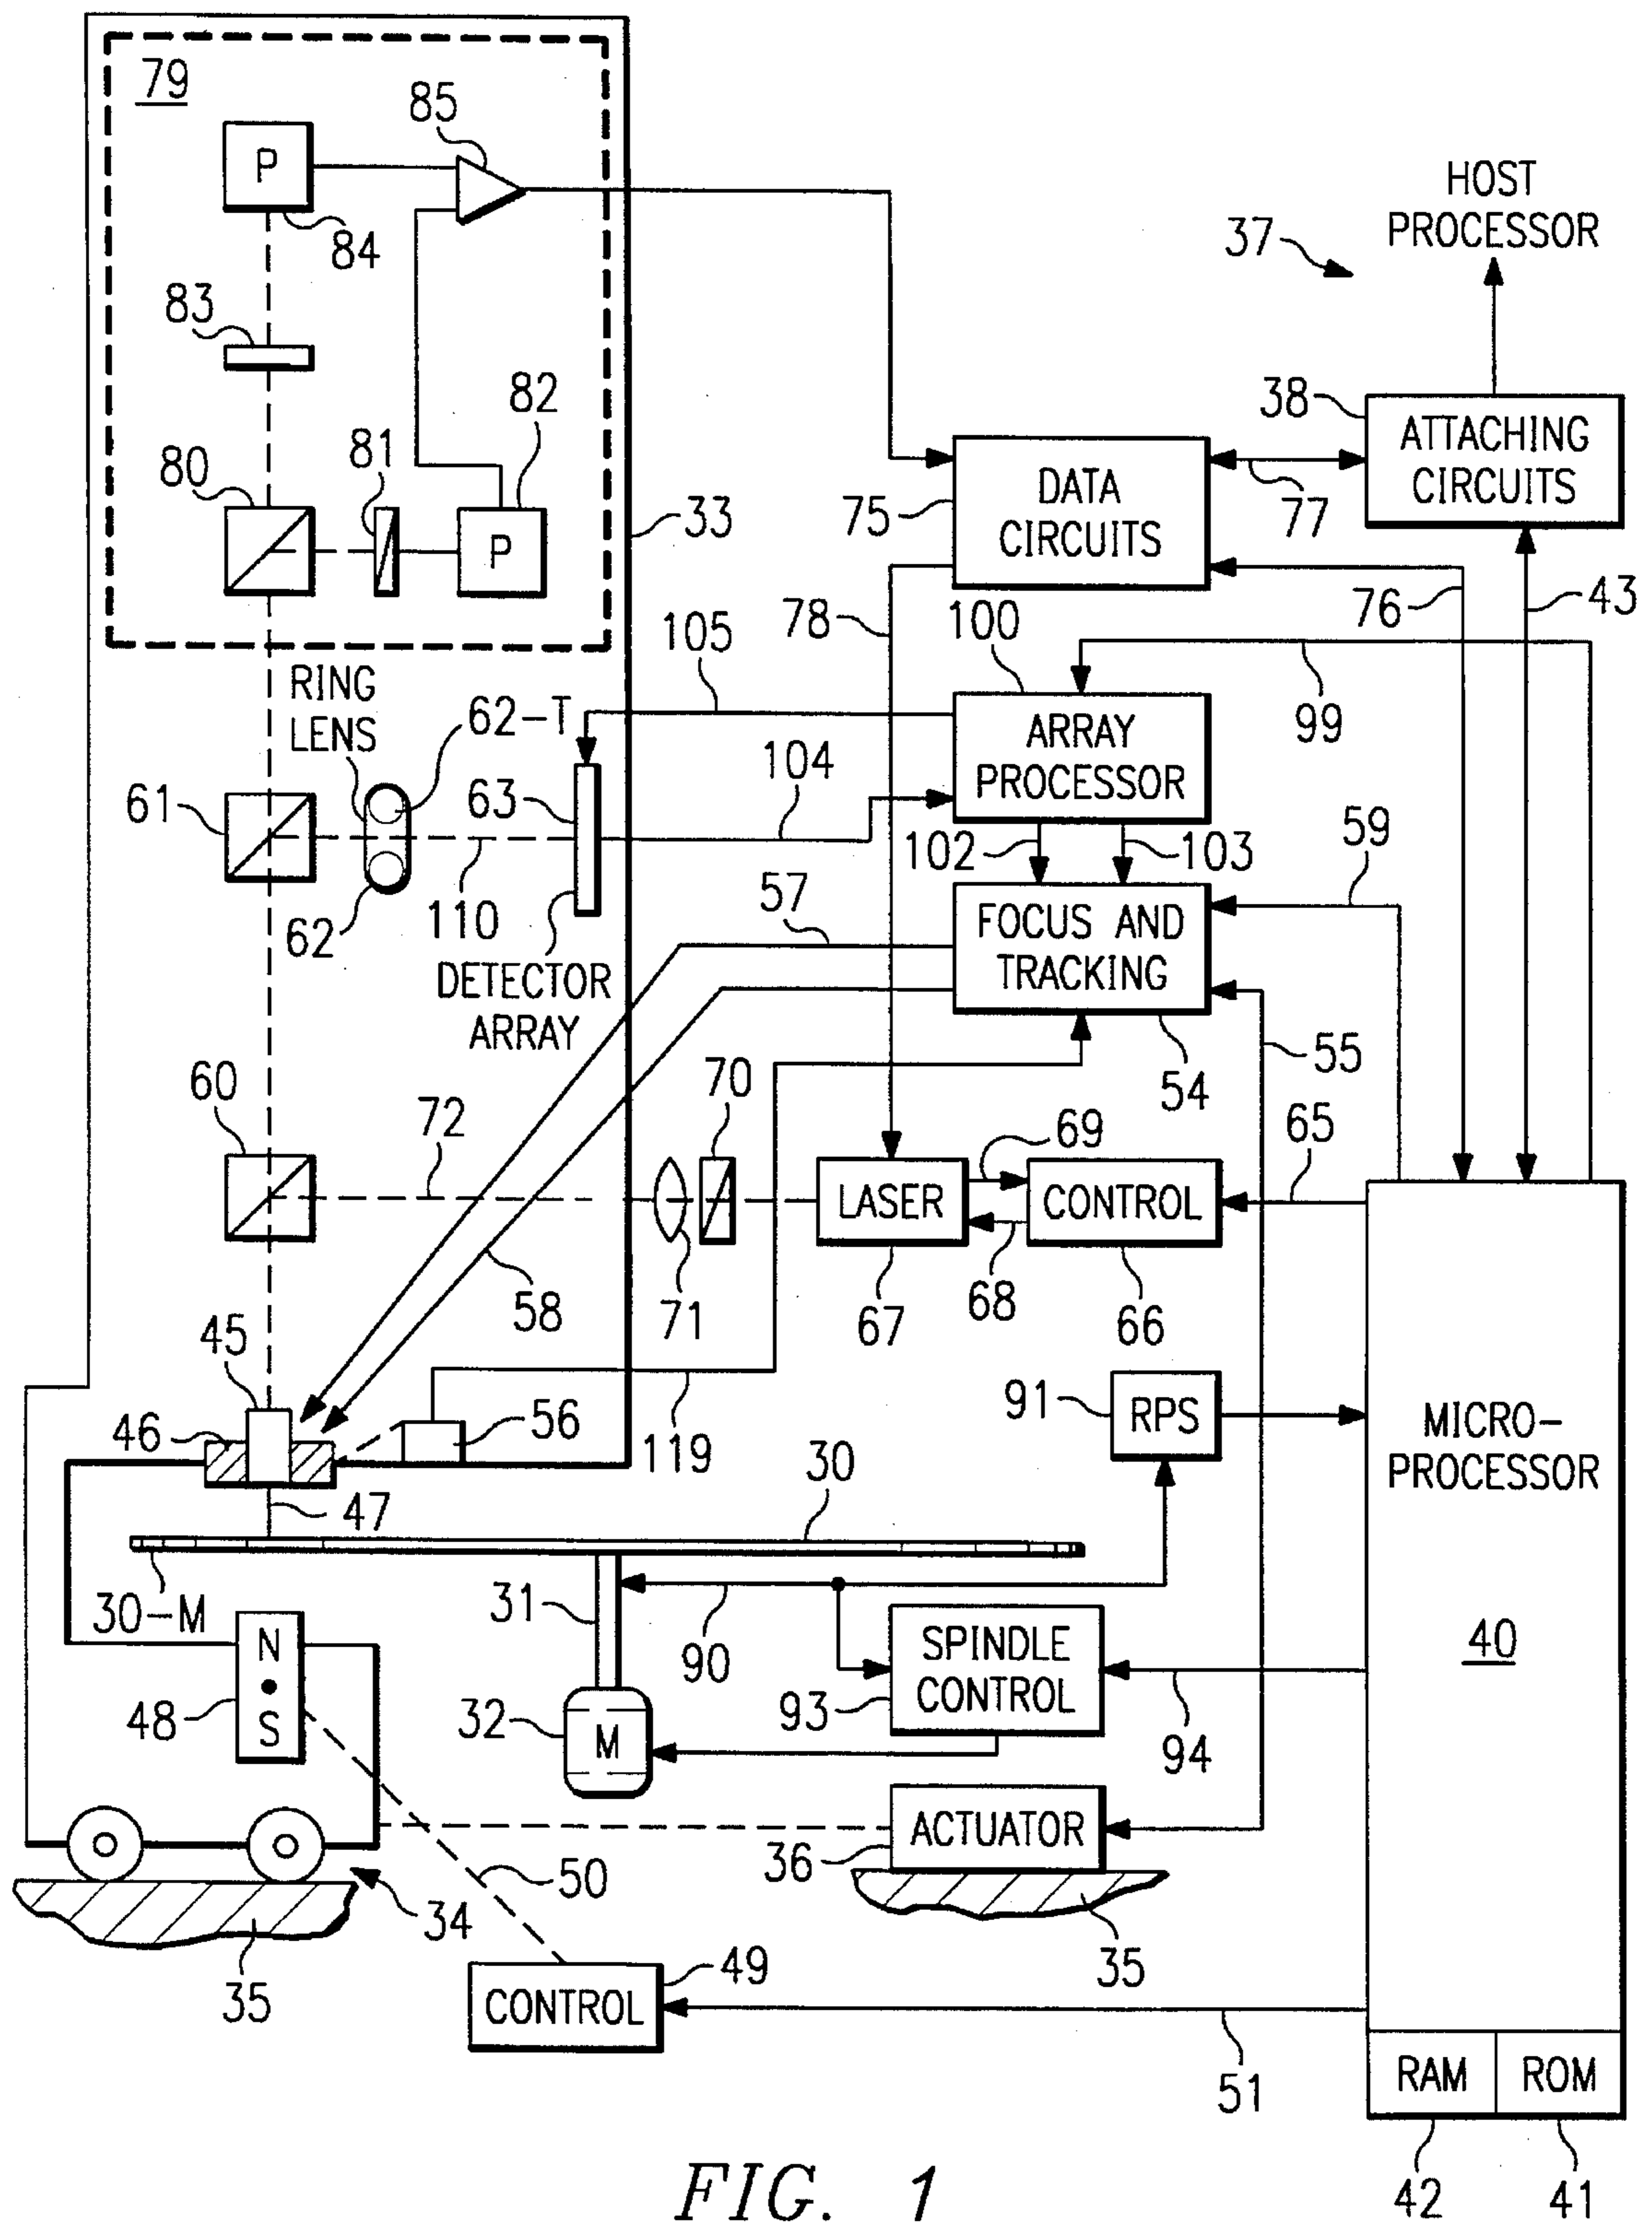 79
85
P
84
HOST
PROCESSOR
37
83
38
ATTACHING
CIRCUITS
82
81
80
P
33
DATA
CIRCUITS
75
77
76
43
78
100
105
RING
LENS
62-T
99
ARRAY
PROCESSOR
63
104
61
102
103
59
110
57
62
FOCUS AND
TRACKING
DETECTOR
ARRAY
60
72
70
54
55
69
65
LASER
CONTROL
58
71
67
68
66
45
91
RPS
46
56
MICRO-
PROCESSOR
119
47
30
30-M
31
90
N
S
SPINDLE
CONTROL
40
48
32
M
93
94
ACTUATOR
36
50
34
35
35
49
CONTROL
51
RAM
ROM
42
41
FIG. 1